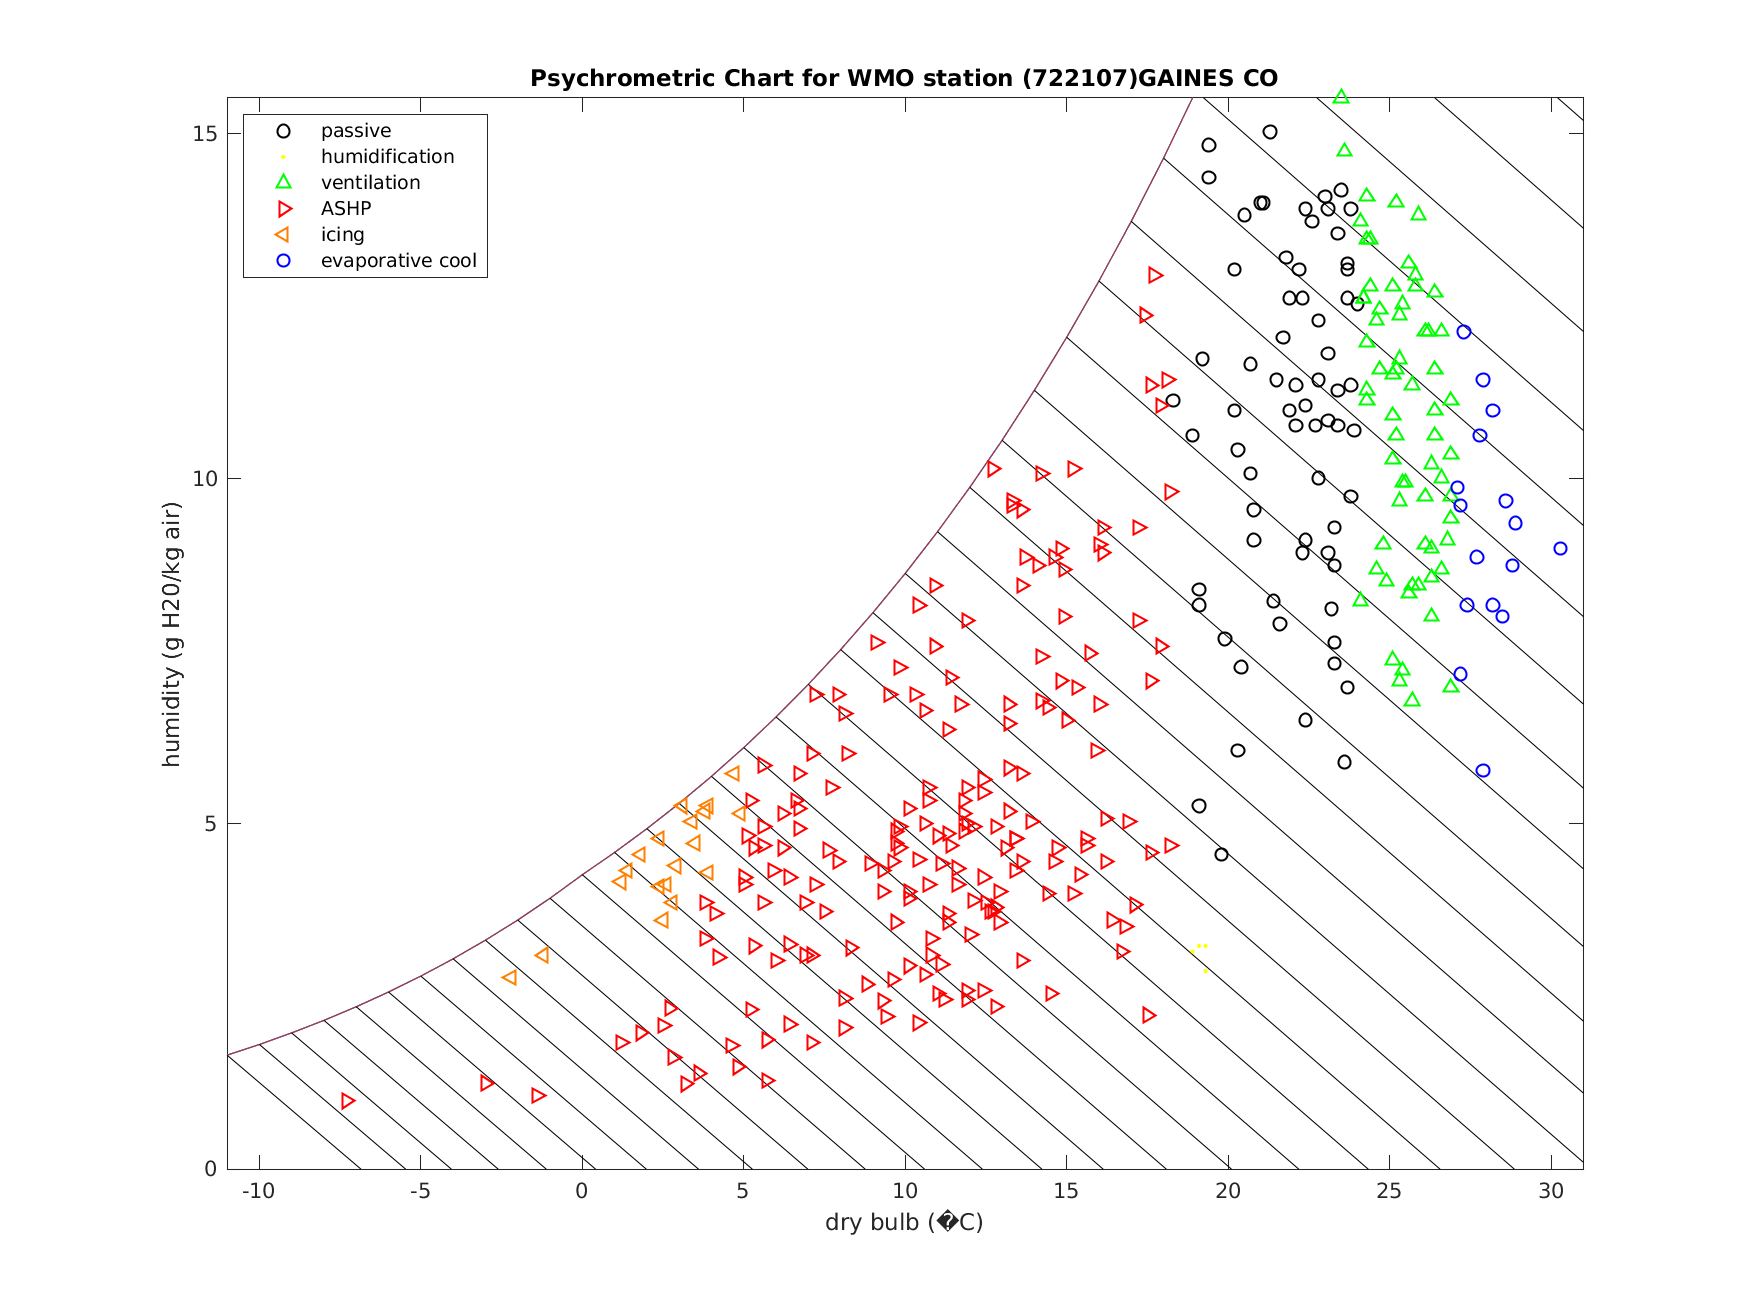 Psychrometric Chart for WMO station (722107)GAINES CO
passive
humidification
ventilation
ASHP
icing
evaporative cool
humidity (g H20/kg air)
15
10
5
0
-10 -5 0 5 10 15 20 25 30
dry bulb (�C)